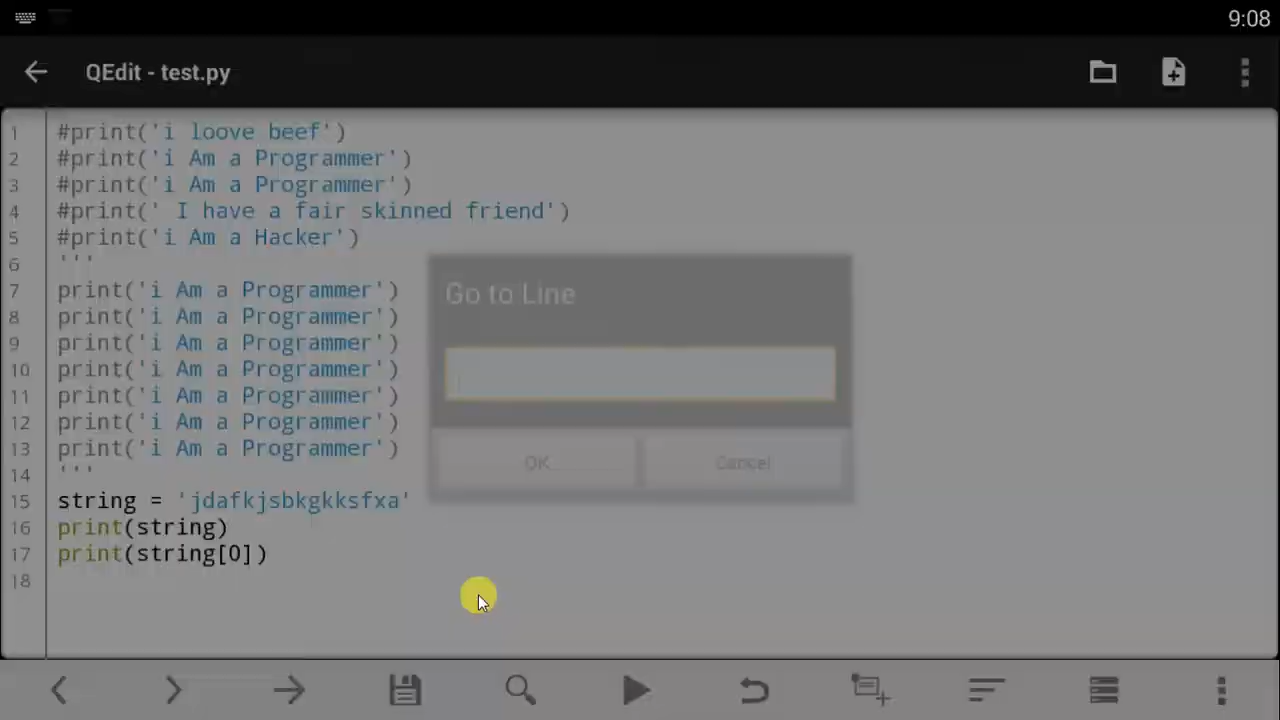 9:08
QEdit - test.py
1 #print('i loove beef')
2 #print('i Am a Programmer')
3 #print('i Am a Programmer')
4 #print(' I have a fair skinned friend')
5 #print('i Am a Hacker')
6 '''
7 print('i Am a Programmer')
8 print('i Am a Programmer')
9 print('i Am a Programmer')
10 print('i Am a Programmer')
11 print('i Am a Programmer')
12 print('i Am a Programmer')
13 print('i Am a Programmer')
14 '''
15 string = 'jdafkjsbkgkksfxa'
16 print(string)
17 print(string[0])
18
Go to Line
OK Cancel